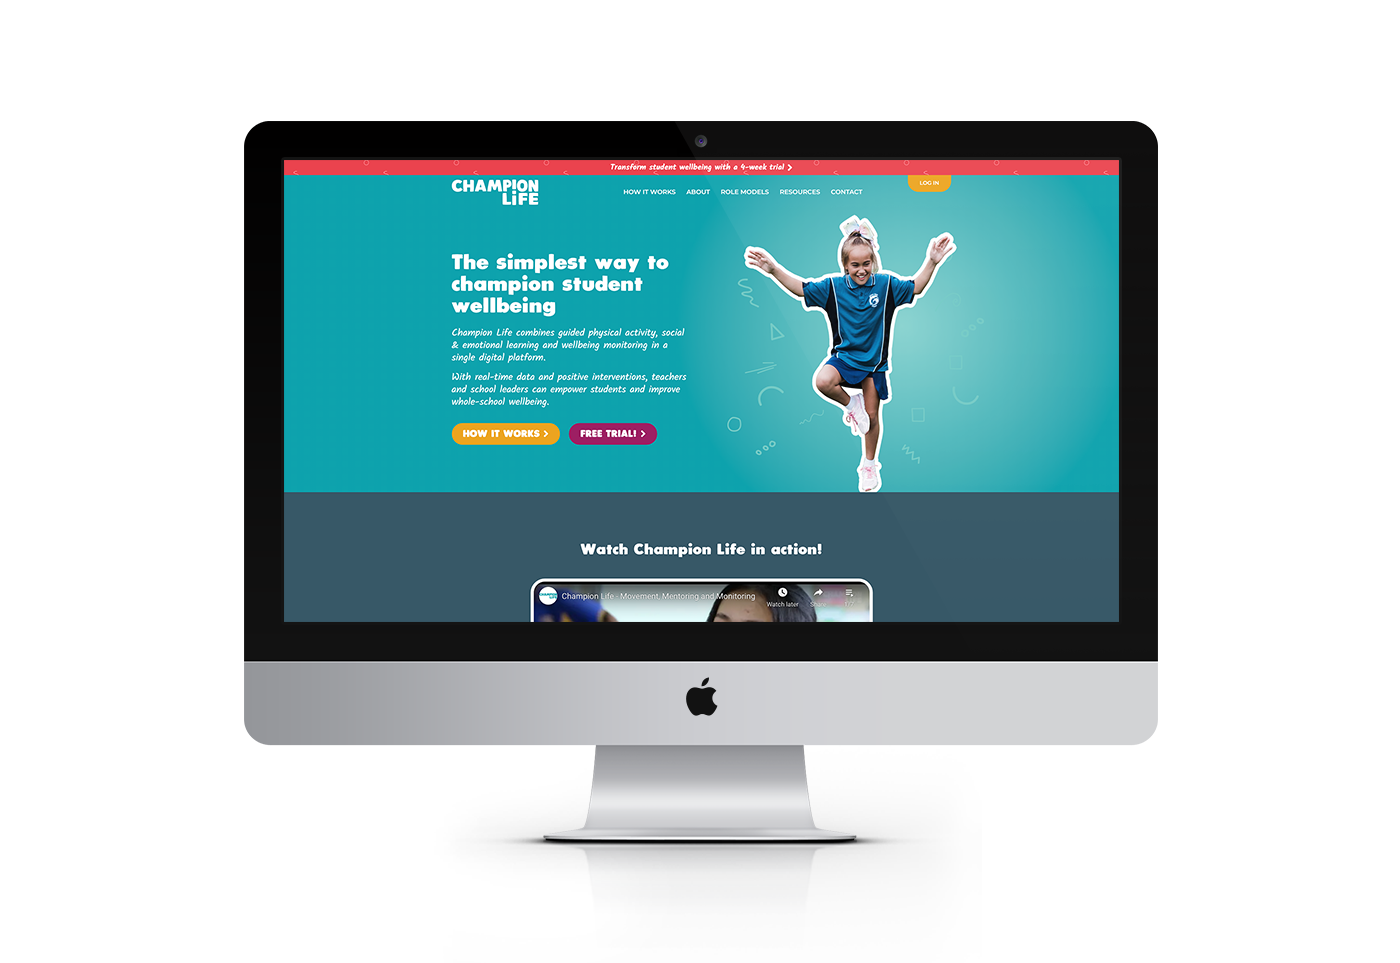 Transform student wellbeing with a 4-week trial
CHAMPION
LiFE
HOW IT WORKS ABOUT ROLE MODELS RESOURCES CONTACT
LOG IN
The simplest way to
champion student
wellbeing
Champion Life combines guided physical activity, social
& emotional learning and wellbeing monitoring in a
single digital platform.
With real-time data and positive interventions, teachers
and school leaders can empower students and improve
whole-school wellbeing.
HOW IT WORKS
FREE TRIAL!
Watch Champion Life in action!
CHAMPION
LiFE
Champion Life - Movement, Mentoring and Monitoring
Watch later
Share